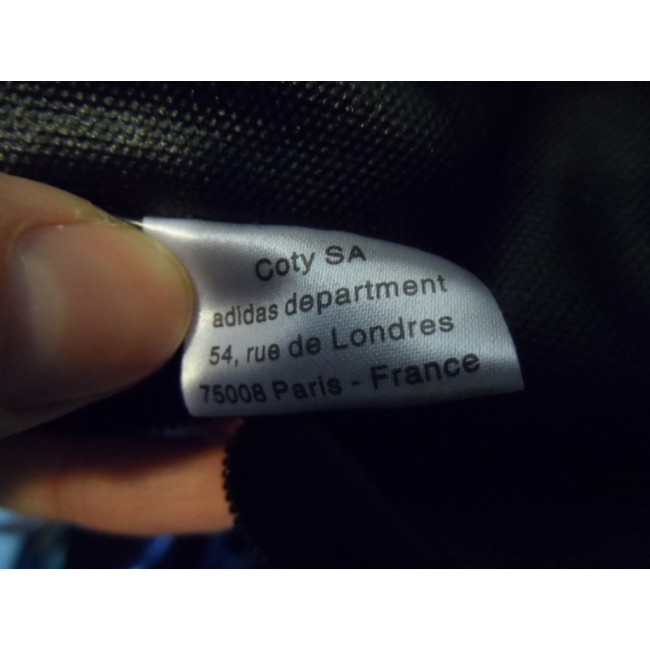 Coty SA
adidas department
54, rue de Londres
75008 Paris - France